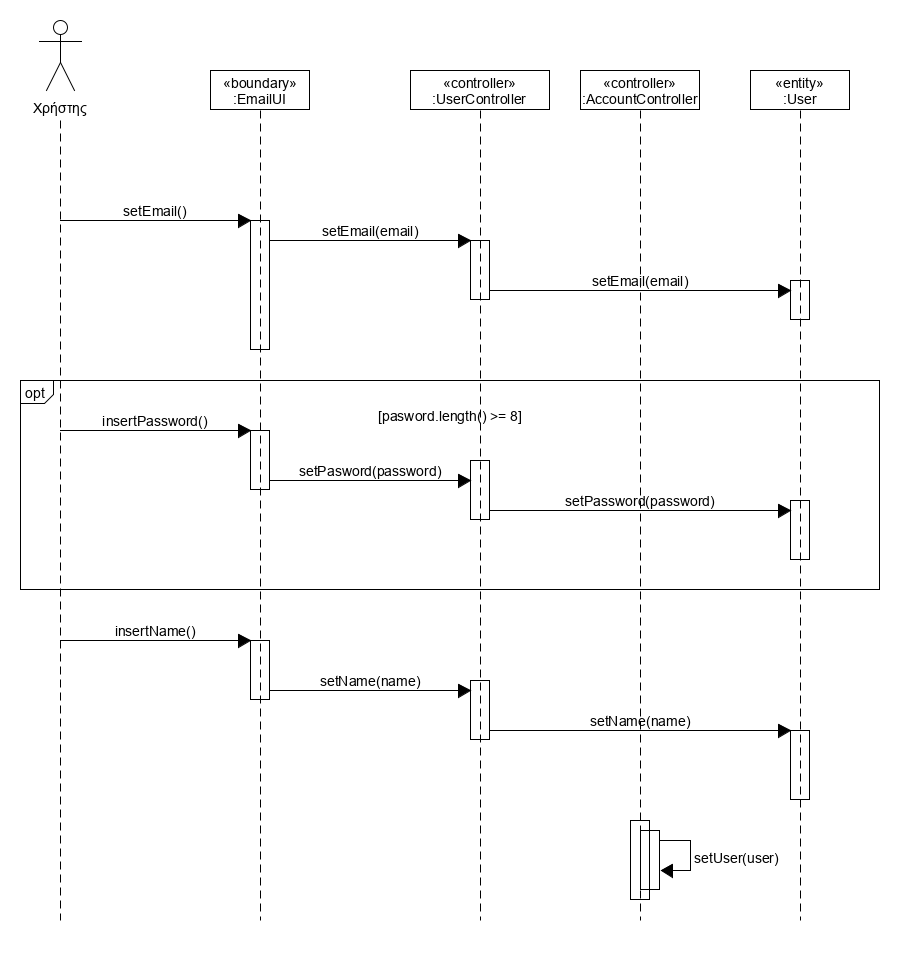 Χρήστης
«boundary»
:EmailUI
«controller»
:UserController
«controller»
:AccountController
«entity»
:User
setEmail()
setEmail(email)
setEmail(email)
opt
[pasword.length() >= 8]
insertPassword()
setPasword(password)
setPassword(password)
insertName()
setName(name)
setName(name)
setUser(user)